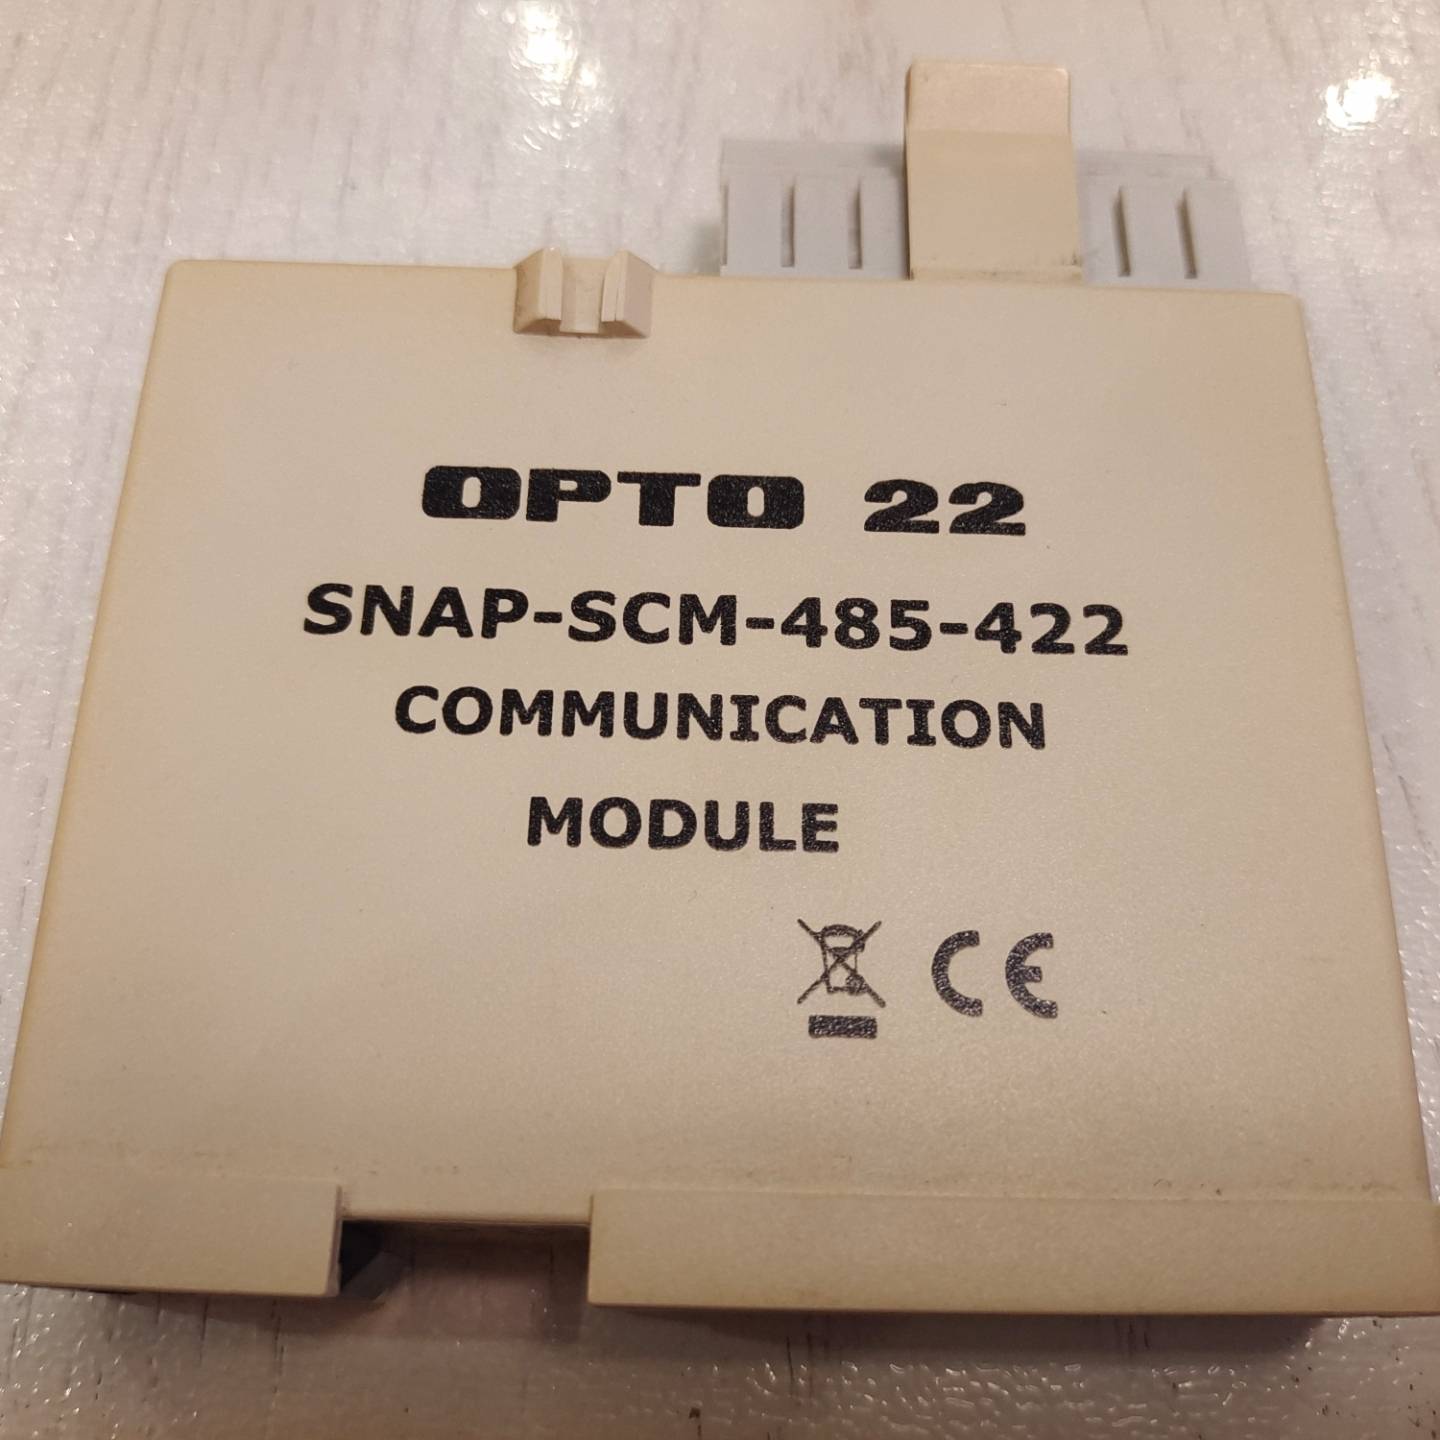 OPTO 22
SNAP-SCM-485-422
COMMUNICATION
MODULE
CE